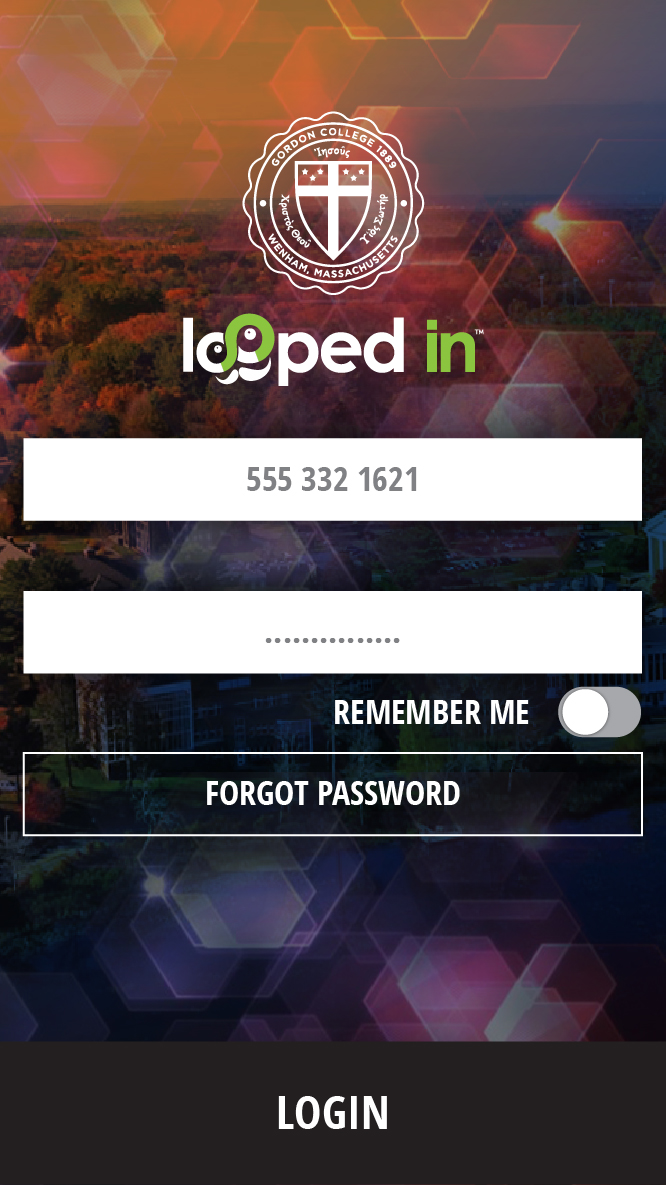 GORDON COLLEGE 1889
Ἰησοῦς
Χριστὸς Θεοῦ
Υἱὸς Σωτήρ
WENHAM, MASSACHUSETTS
looped in™
555 332 1621
•••••••••••••••
REMEMBER ME
FORGOT PASSWORD
LOGIN